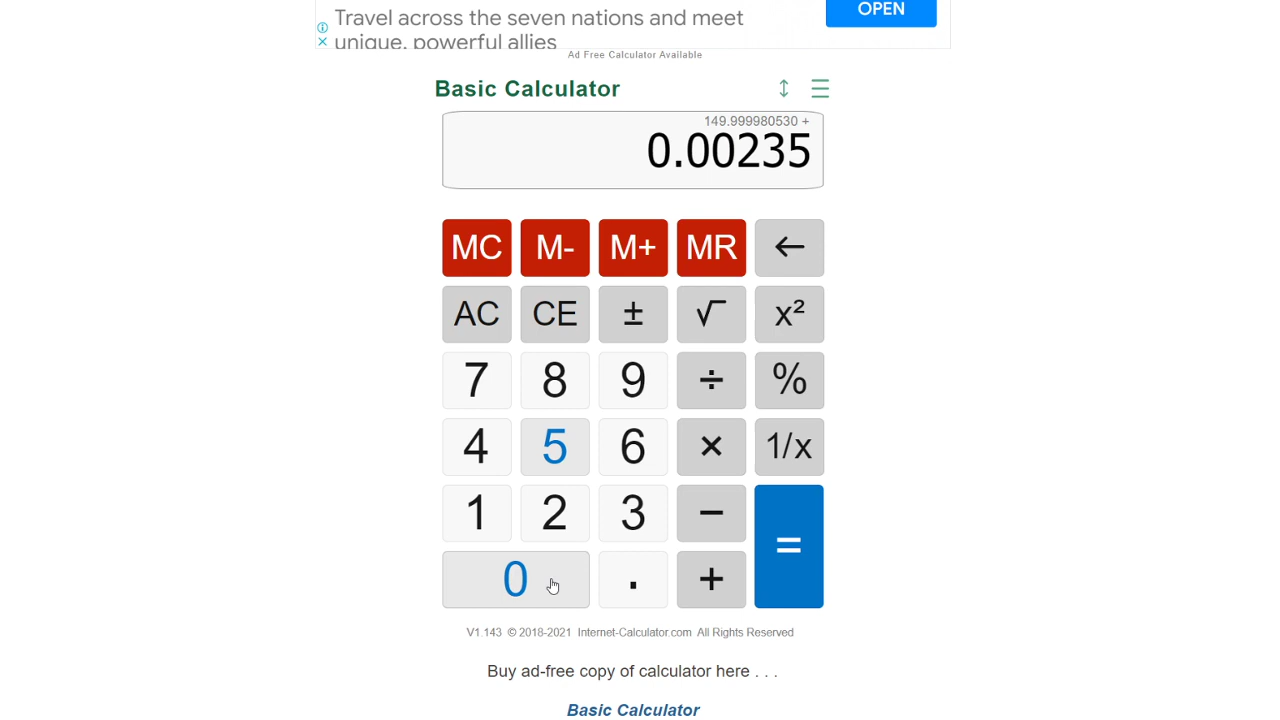 Travel across the seven nations and meet
unique, powerful allies
OPEN
Ad Free Calculator Available
Basic Calculator
149.999980530 +
0.00235
MC M- M+ MR ←
AC CE ± √ x²
7 8 9 ÷ %
4 5 6 × 1/x
1 2 3 −
0 . + =
V1.143 © 2018-2021 Internet-Calculator.com All Rights Reserved
Buy ad-free copy of calculator here . . .
Basic Calculator